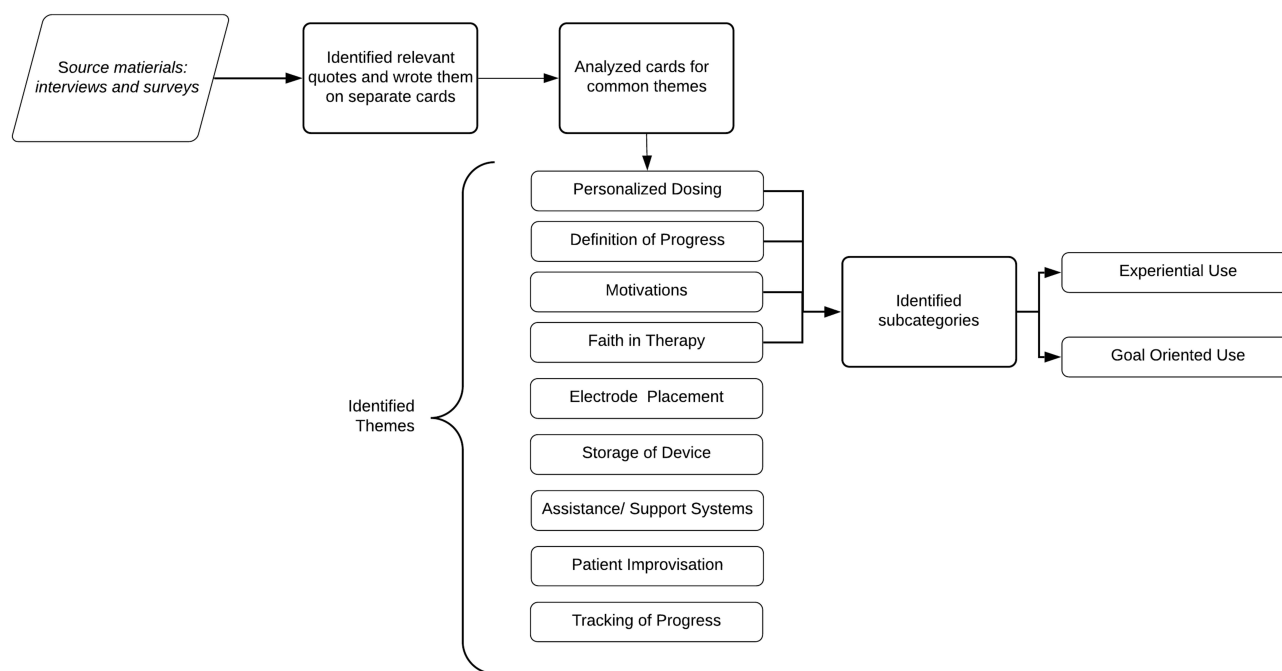 Source matierials:
interviews and surveys
Identified relevant
quotes and wrote them
on separate cards
Analyzed cards for
common themes
Identified
Themes
Personalized Dosing
Definition of Progress
Motivations
Faith in Therapy
Electrode  Placement
Storage of Device
Assistance/ Support Systems
Patient Improvisation
Tracking of Progress
Identified
subcategories
Experiential Use
Goal Oriented Use